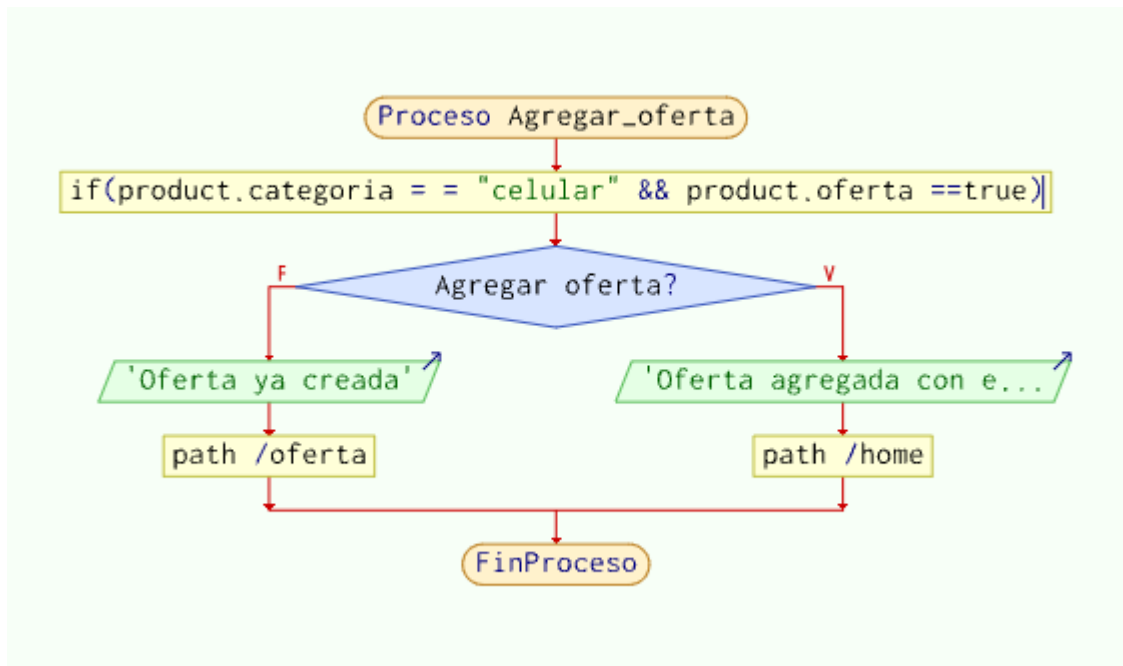 Proceso Agregar_oferta
if(product.categoria = = "celular" && product.oferta ==true)
F
V
Agregar oferta?
'Oferta ya creada'
'Oferta agregada con e...
path /oferta
path /home
FinProceso